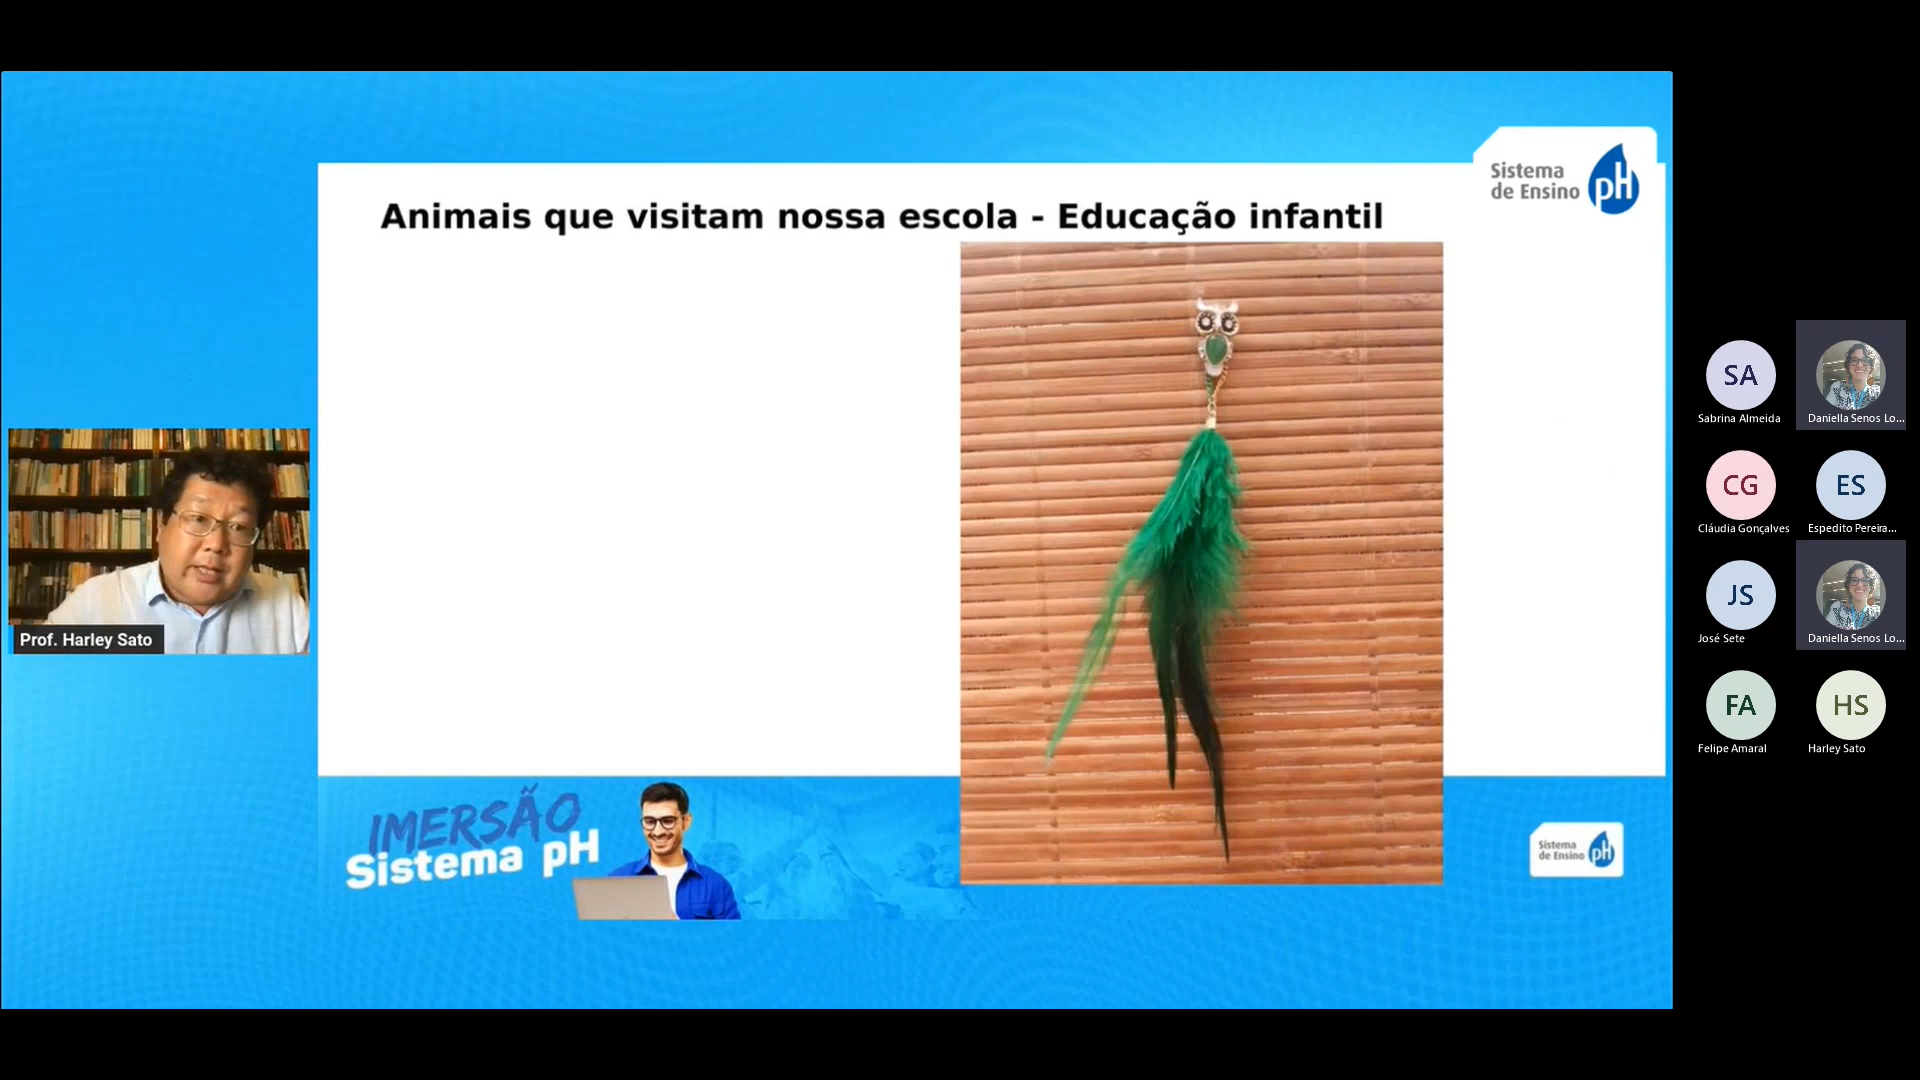 Sistema
de Ensino
pH
Animais que visitam nossa escola - Educação infantil
Prof. Harley Sato
IMERSÃO
Sistema pH
Sistema
de Ensino
pH
SA
Sabrina Almeida
Daniella Senos Lo...
CG
Cláudia Gonçalves
ES
Espedito Pereira...
JS
José Sete
Daniella Senos Lo...
FA
Felipe Amaral
HS
Harley Sato